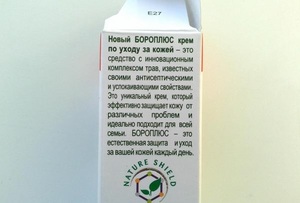 E27
Новый БОРОПЛЮС крем
по уходу за кожей – это
средство с инновационным
комплексом трав, известных
своими антисептическими
и успокаивающими свойствами.
Это уникальный крем, который
эффективно защищает кожу от
различных проблем и
идеально подходит для всей
семьи. БОРОПЛЮС – это
естественная защита и уход
за вашей кожей каждый день.
NATURE SHIELD